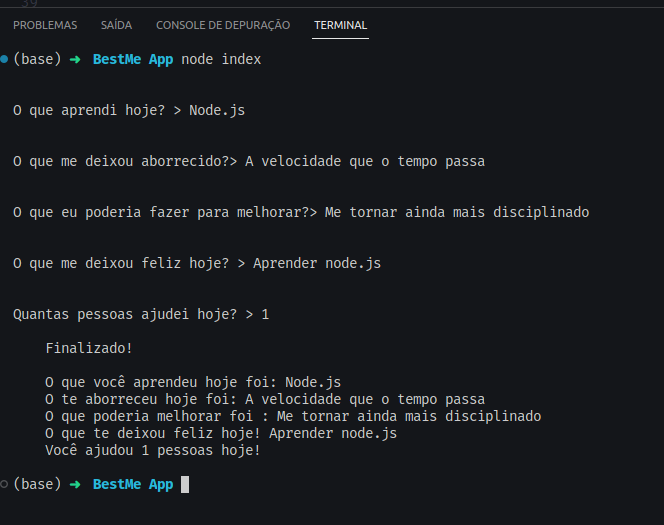 39
PROBLEMAS SAÍDA CONSOLE DE DEPURAÇÃO TERMINAL
(base) ➜ BestMe App node index
O que aprendi hoje? > Node.js
O que me deixou aborrecido?> A velocidade que o tempo passa
O que eu poderia fazer para melhorar?> Me tornar ainda mais disciplinado
O que me deixou feliz hoje? > Aprender node.js
Quantas pessoas ajudei hoje? > 1
Finalizado!
O que você aprendeu hoje foi: Node.js
O te aborreceu hoje foi: A velocidade que o tempo passa
O que poderia melhorar foi : Me tornar ainda mais disciplinado
O que te deixou feliz hoje! Aprender node.js
Você ajudou 1 pessoas hoje!
(base) ➜ BestMe App